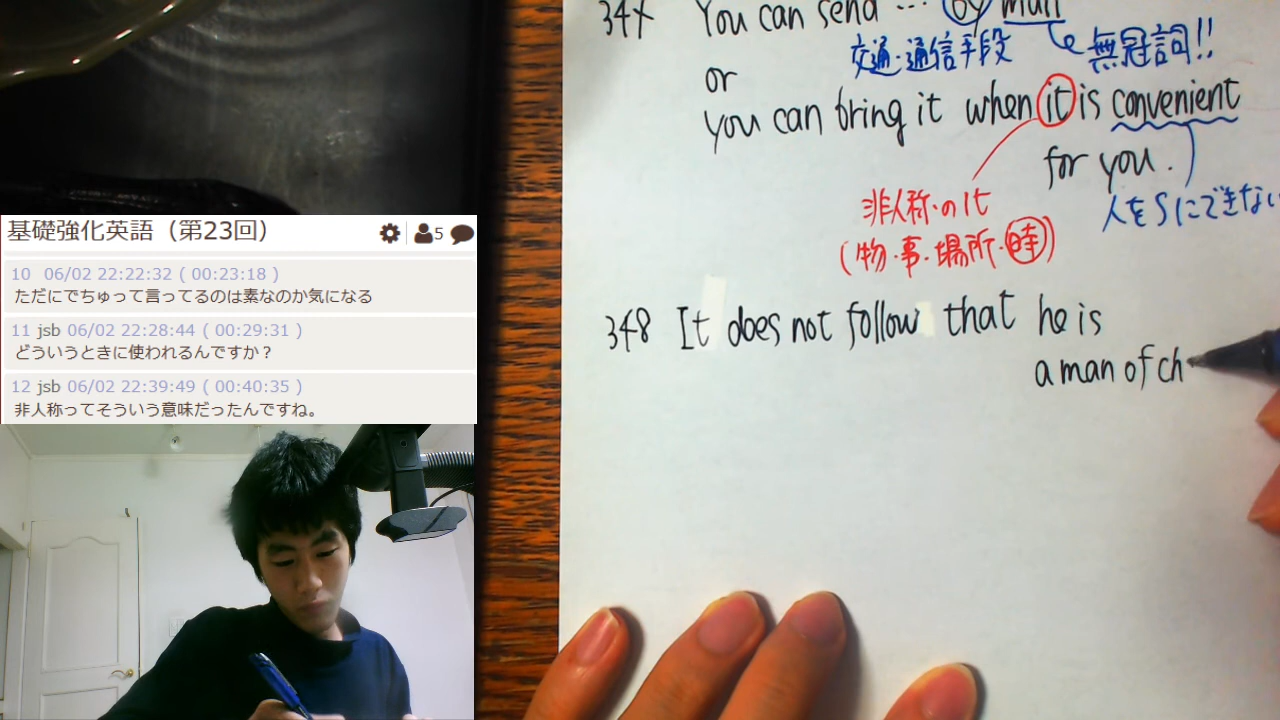 基礎強化英語（第23回）
5
10 06/02 22:22:32 ( 00:23:18 )
ただにでちゅって言ってるのは素なのか気になる
11 jsb 06/02 22:28:44 ( 00:29:31 )
どういうときに使われるんですか？
12 jsb 06/02 22:39:49 ( 00:40:35 )
非人称ってそういう意味だったんですね。
347 You can send … by mail
交通・通信手段 無冠詞!!
or
you can bring it when it is convenient
for you.
非人称のit
人をSにできない
(物・事・場所・時)
348 It does not follow that he is
a man of ch